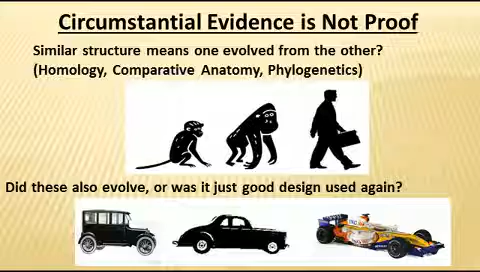 Circumstantial Evidence is Not Proof
Similar structure means one evolved from the other?
(Homology, Comparative Anatomy, Phylogenetics)
Did these also evolve, or was it just good design used again?